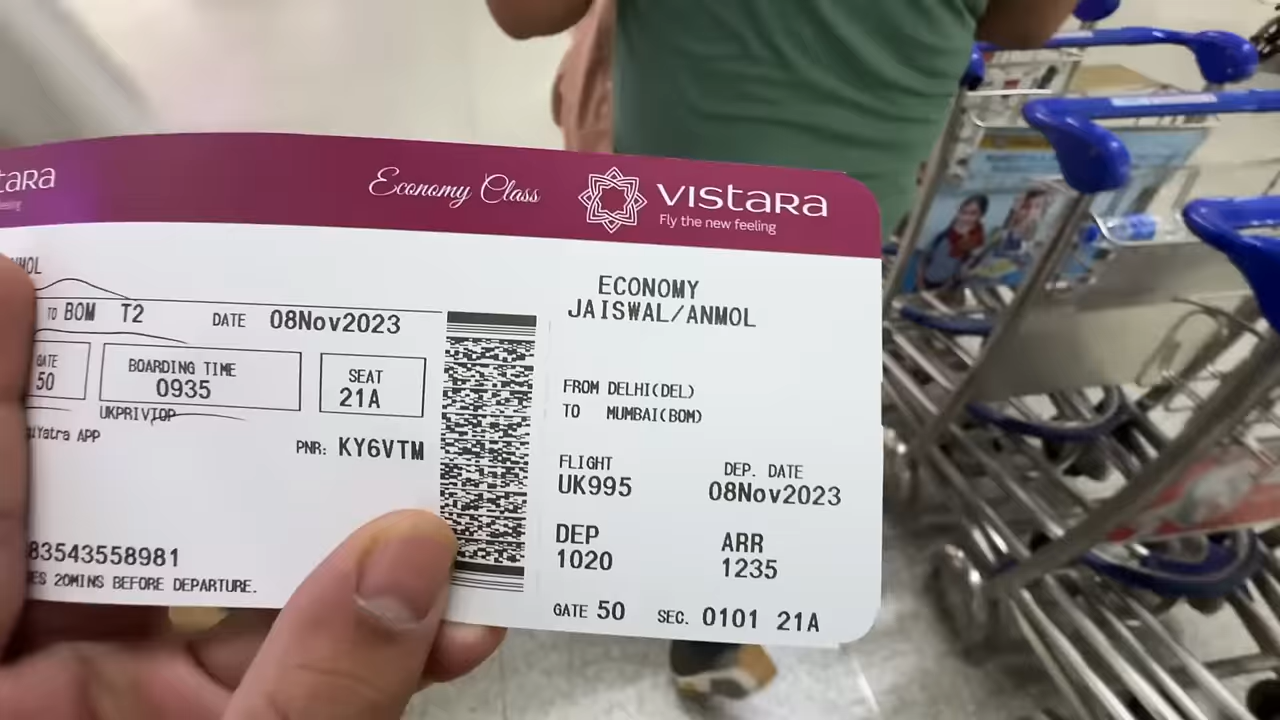 Economy Class
VISTARA
Fly the new feeling
TO BOM T2 DATE 08Nov2023
GATE 50
BOARDING TIME 0935
SEAT 21A
UKPRIVTOP
APP
PNR: KY6VTM
83543558981
20MINS BEFORE DEPARTURE.
ECONOMY
JAISWAL/ANMOL
FROM DELHI(DEL)
TO MUMBAI(BOM)
FLIGHT DEP. DATE
UK995 08Nov2023
DEP ARR
1020 1235
GATE 50 SEC. 0101 21A